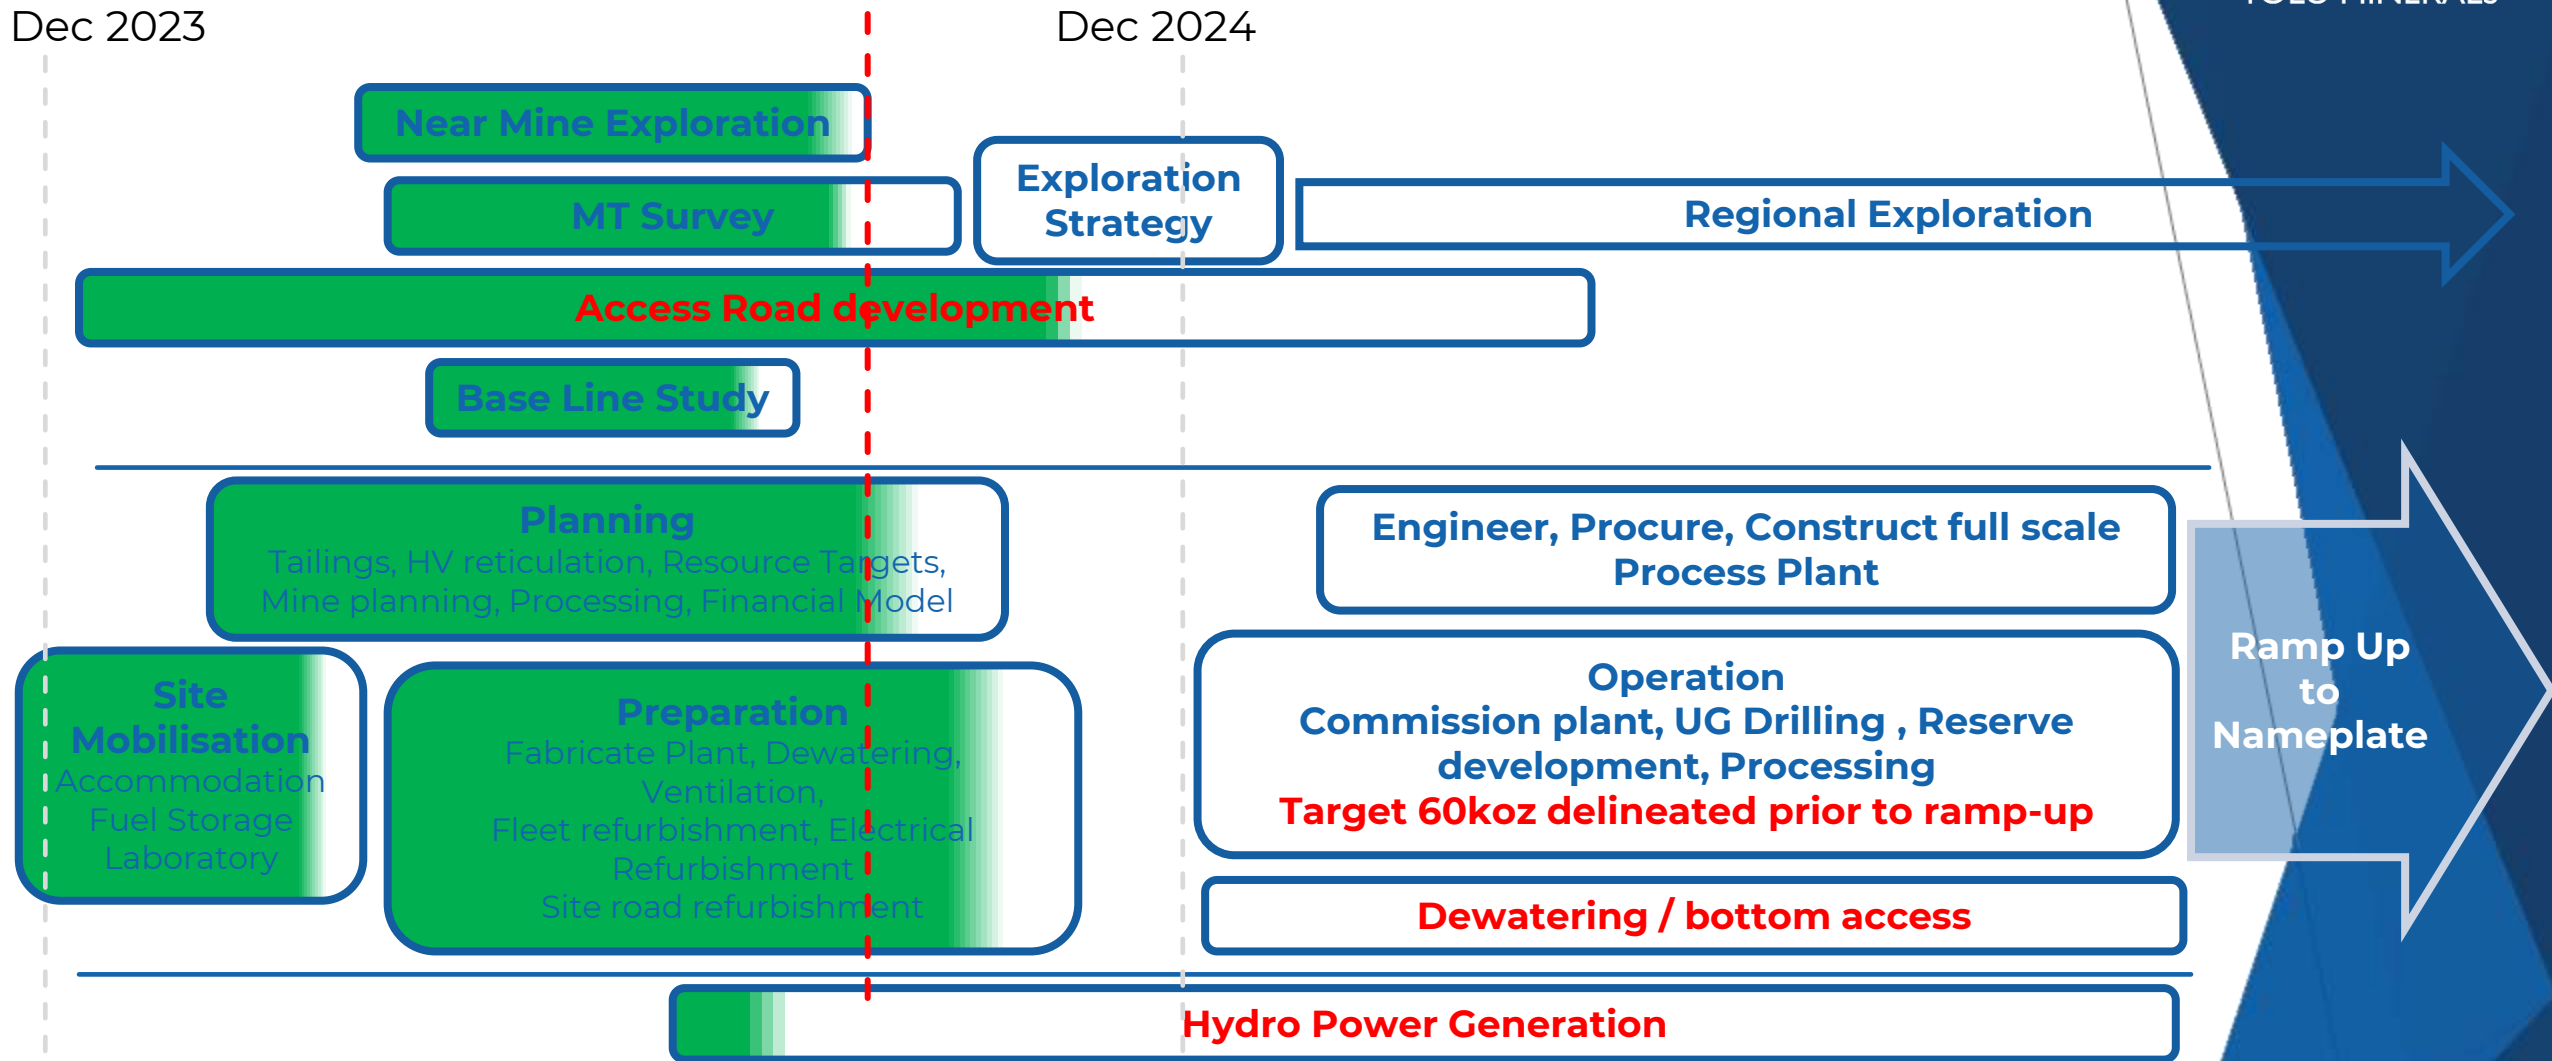 Dec 2023
Dec 2024
Near Mine Exploration
Exploration
Strategy
MT Survey
Regional Exploration
Access Road development
Base Line Study
Planning
Tailings, HV reticulation, Resource Targets,
Mine planning, Processing, Financial Model
Engineer, Procure, Construct full scale
Process Plant
Site
Mobilisation
Accommodation
Fuel Storage
Laboratory
Preparation
Fabricate Plant, Dewatering,
Ventilation,
Fleet refurbishment, Electrical
Refurbishment
Site road refurbishment
Operation
Commission plant, UG Drilling , Reserve
development, Processing
Target 60koz delineated prior to ramp-up
Ramp Up
to
Nameplate
Dewatering / bottom access
Hydro Power Generation